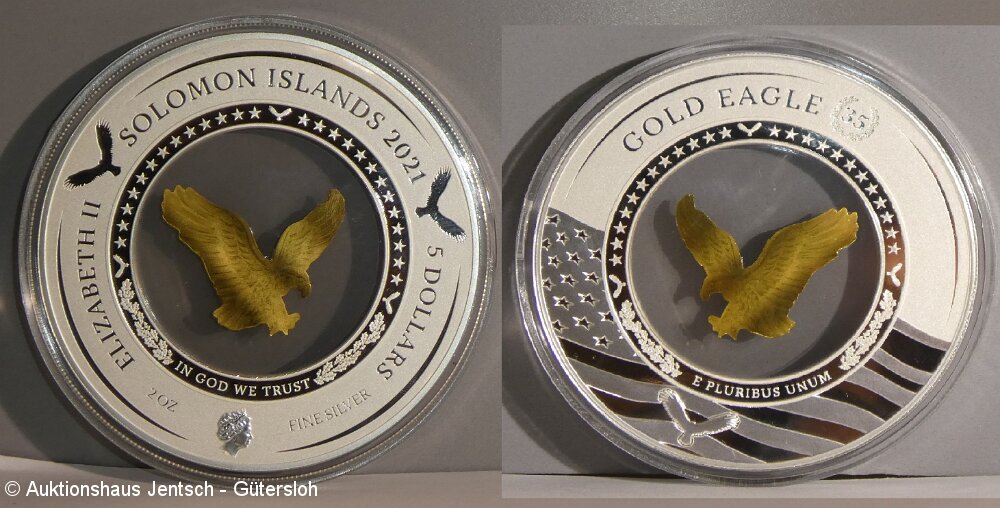 ELIZABETH II
SOLOMON ISLANDS 2021
5 DOLLARS
IN GOD WE TRUST
2 OZ
FINE SILVER
GOLD EAGLE
35
E PLURIBUS UNUM
© Auktionshaus Jentsch - Gütersloh